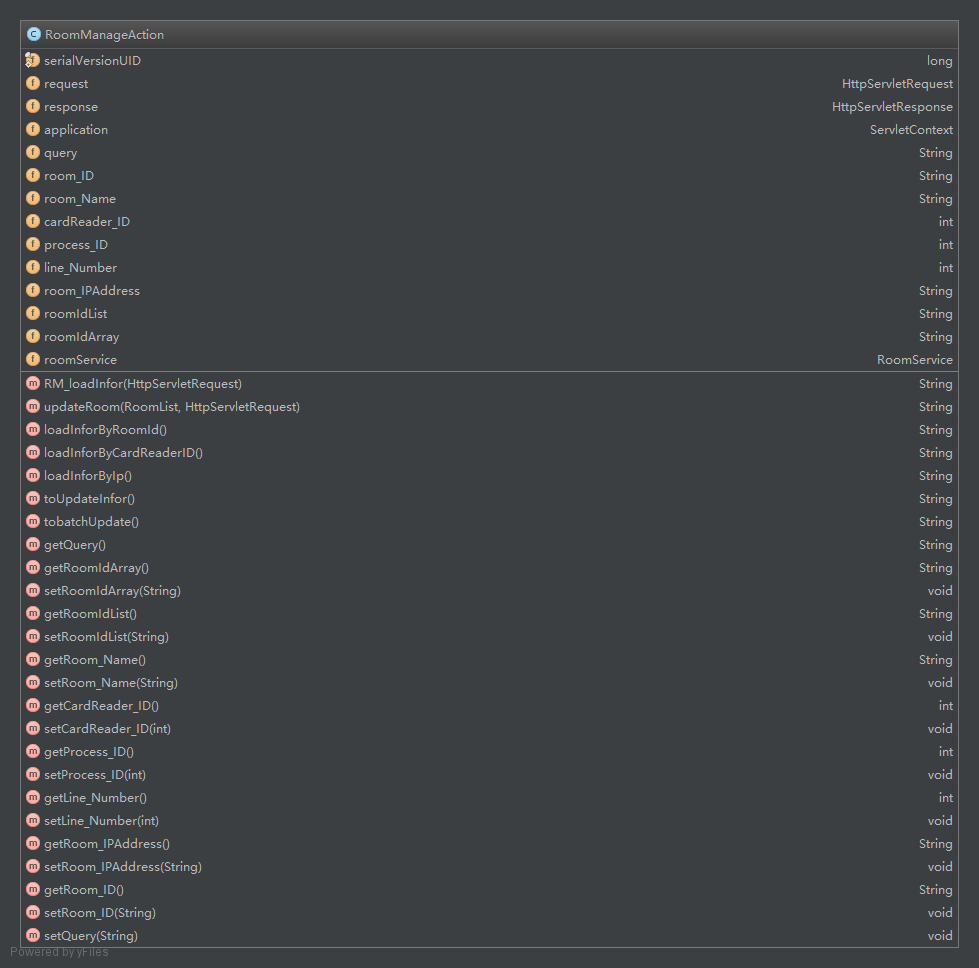 RoomManageAction
serialVersionUID long
request HttpServletRequest
response HttpServletResponse
application ServletContext
query String
room_ID String
room_Name String
cardReader_ID int
process_ID int
line_Number int
room_IPAddress String
roomIdList String
roomIdArray String
roomService RoomService
RM_loadInfor(HttpServletRequest) String
updateRoom(RoomList, HttpServletRequest) String
loadInforByRoomId() String
loadInforByCardReaderID() String
loadInforByIp() String
toUpdateInfor() String
tobatchUpdate() String
getQuery() String
getRoomIdArray() String
setRoomIdArray(String) void
getRoomIdList() String
setRoomIdList(String) void
getRoom_Name() String
setRoom_Name(String) void
getCardReader_ID() int
setCardReader_ID(int) void
getProcess_ID() int
setProcess_ID(int) void
getLine_Number() int
setLine_Number(int) void
getRoom_IPAddress() String
setRoom_IPAddress(String) void
getRoom_ID() String
setRoom_ID(String) void
setQuery(String) void
Powered by yFiles